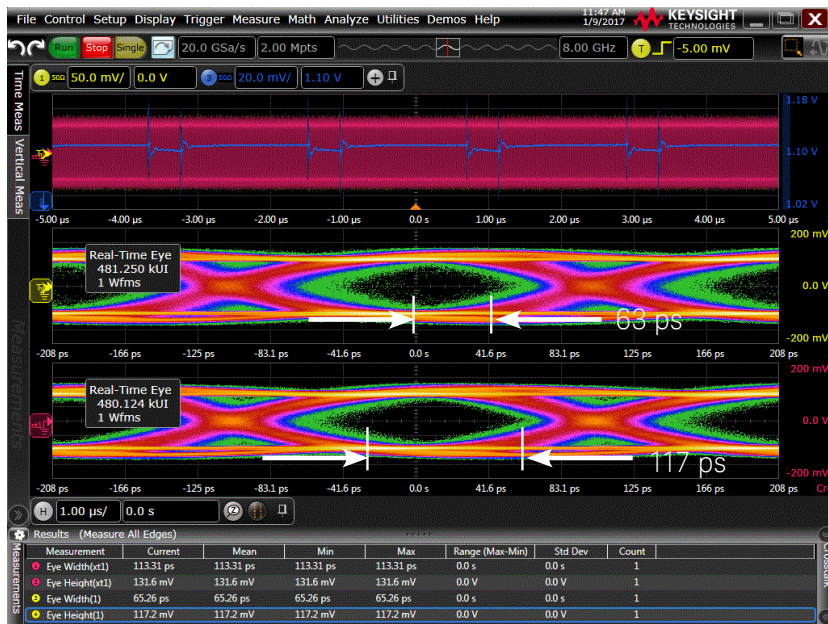 File Control Setup Display Trigger Measure Math Analyze Utilities Demos Help
11:47 AM
1/9/2017
KEYSIGHT
TECHNOLOGIES
Run Stop Single 20.0 GSa/s 2.00 Mpts 8.00 GHz T -5.00 mV
1 50Ω 50.0 mV/ 0.0 V 3 50Ω 20.0 mV/ 1.10 V
Time Meas
Vertical Meas
1.18 V
1.10 V
1.02 V
-5.00 µs -4.00 µs -3.00 µs -2.00 µs -1.00 µs 0.0 s 1.00 µs 2.00 µs 3.00 µs 4.00 µs 5.00 µs
200 mV
Real-Time Eye
481.250 kUI
1 Wfms
0.0 V
63 ps
-200 mV
-208 ps -166 ps -125 ps -83.1 ps -41.6 ps 0.0 s 41.6 ps 83.1 ps 125 ps 166 ps 208 ps
200 mV
Real-Time Eye
480.124 kUI
1 Wfms
0.0 V
117 ps
-200 mV
-208 ps -166 ps -125 ps -83.1 ps -41.6 ps 0.0 s 41.6 ps 83.1 ps 125 ps 166 ps 208 ps
Measurements
H 1.00 µs/ 0.0 s
Results (Measure All Edges)
Measurements
Measurement Current Mean Min Max Range (Max-Min) Std Dev Count
Eye Width(xt1) 113.31 ps 113.31 ps 113.31 ps 113.31 ps 0.0 s 0.0 s 1
Eye Height(xt1) 131.6 mV 131.6 mV 131.6 mV 131.6 mV 0.0 V 0.0 V 1
Eye Width(1) 65.26 ps 65.26 ps 65.26 ps 65.26 ps 0.0 s 0.0 s 1
Eye Height(1) 117.2 mV 117.2 mV 117.2 mV 117.2 mV 0.0 V 0.0 V 1